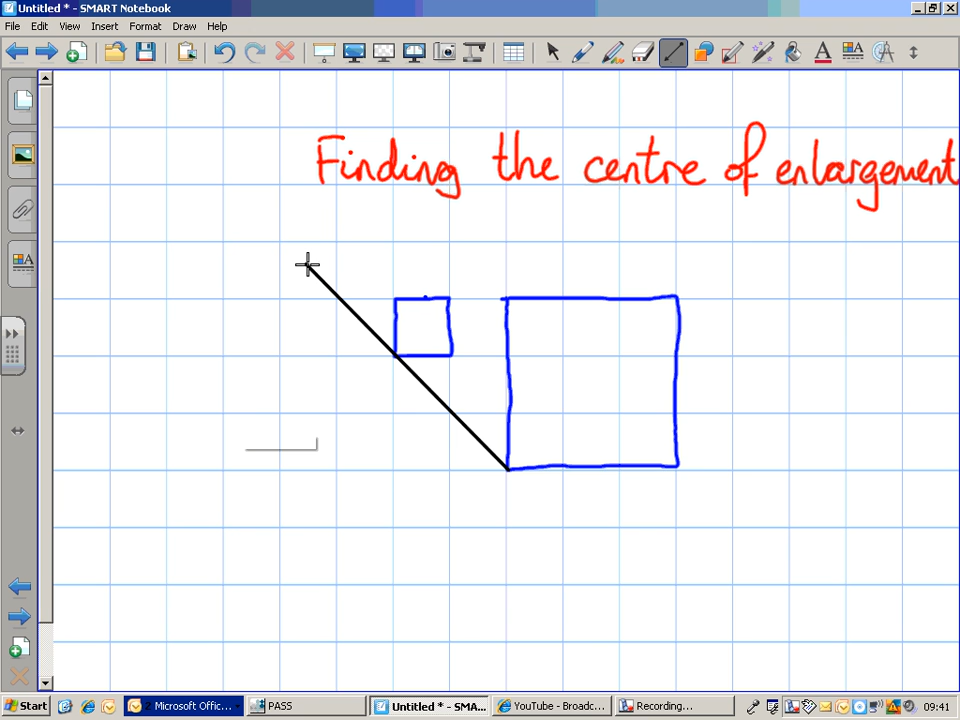 Untitled * - SMART Notebook
File Edit View Insert Format Draw Help
Finding the centre of enlargement
Start
2 Microsoft Offic...
PASS
Untitled * - SMA...
YouTube - Broadc...
Recording...
09:41